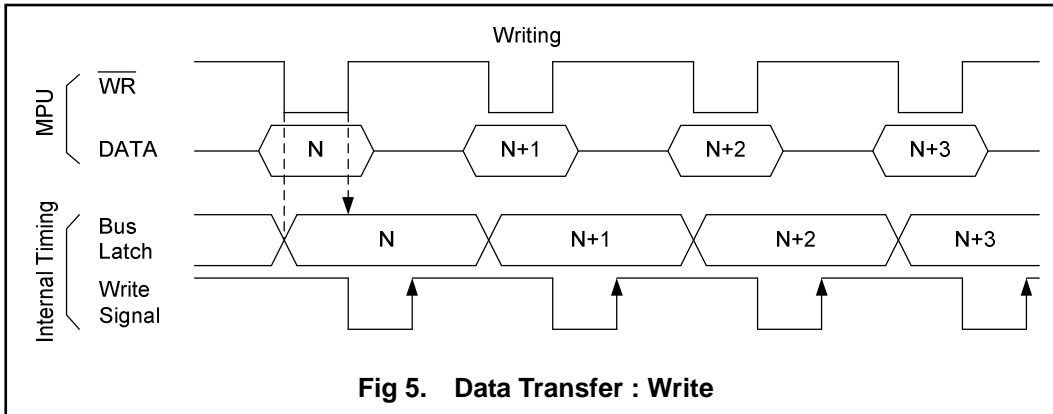 Writing
MPU
WR
DATA
N
N+1
N+2
N+3
Internal Timing
Bus
Latch
N
N+1
N+2
N+3
Write
Signal
Fig 5. Data Transfer : Write